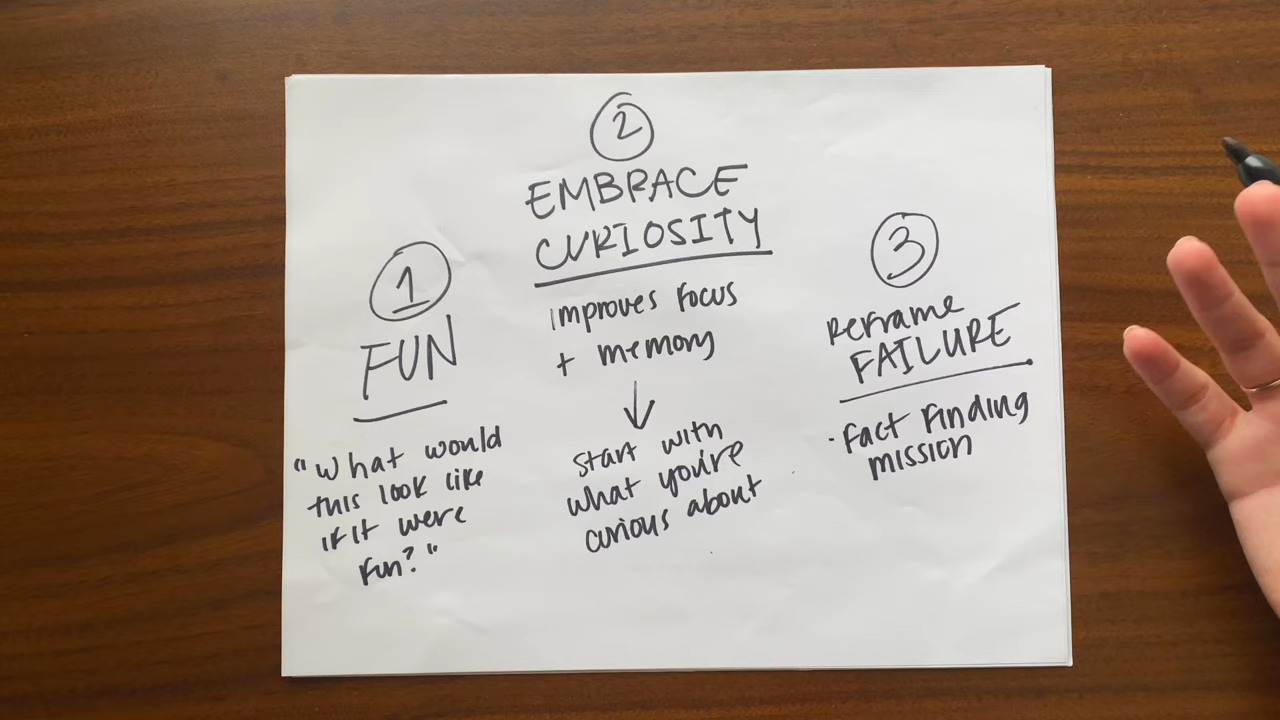 1
FUN
"What would
this look like
if it were
fun?"
2
EMBRACE
CURIOSITY
improves focus
+ memory
↓
start with
what you're
curious about
3
Reframe
FAILURE
· fact finding
mission